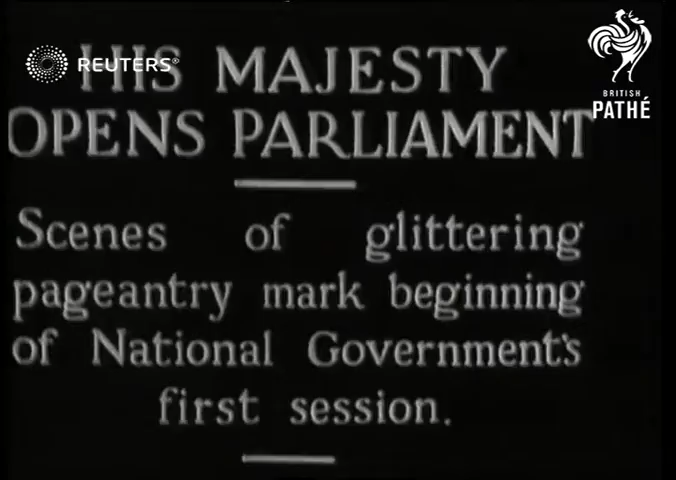 REUTERS®
HIS MAJESTY
BRITISH
PATHÉ
OPENS PARLIAMENT
Scenes of glittering
pageantry mark beginning
of National Government's
first session.